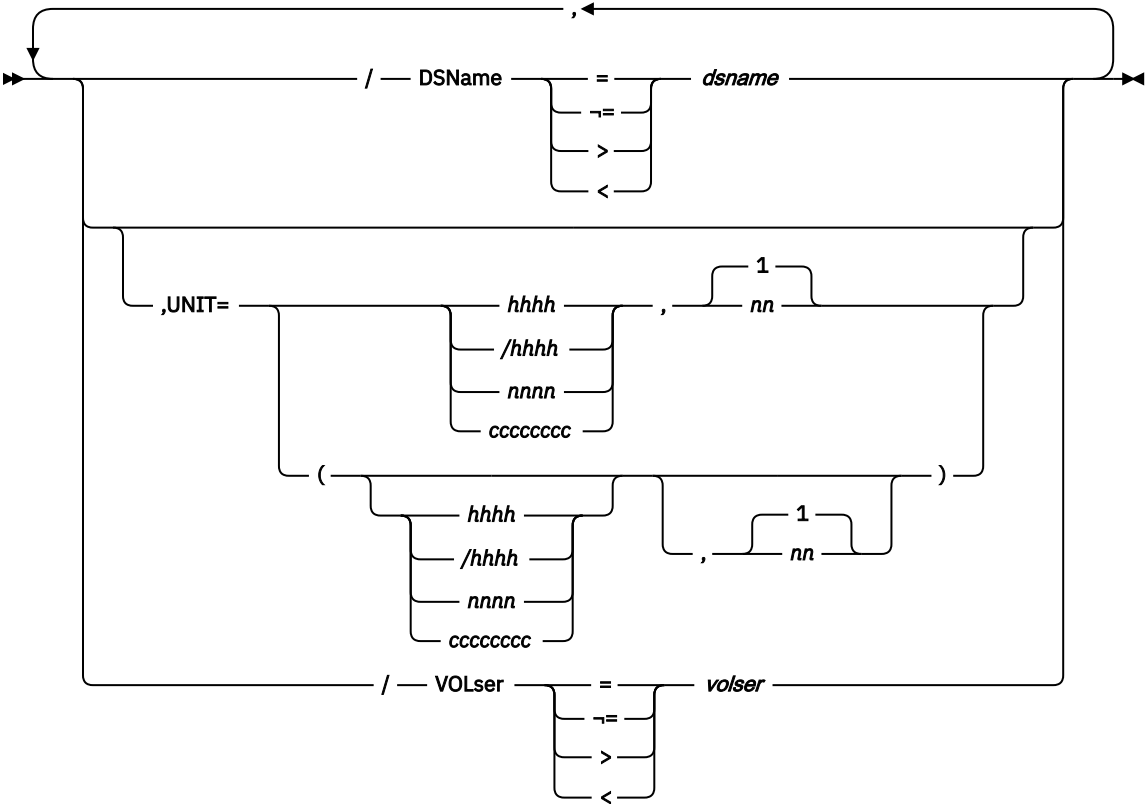 ,
/ DSName = dsname
¬=
>
<
1
,UNIT= hhhh , nn
/hhhh
nnnn
cccccccc
( )
hhhh 1
/hhhh , nn
nnnn
cccccccc
/ VOLser = volser
¬=
>
<